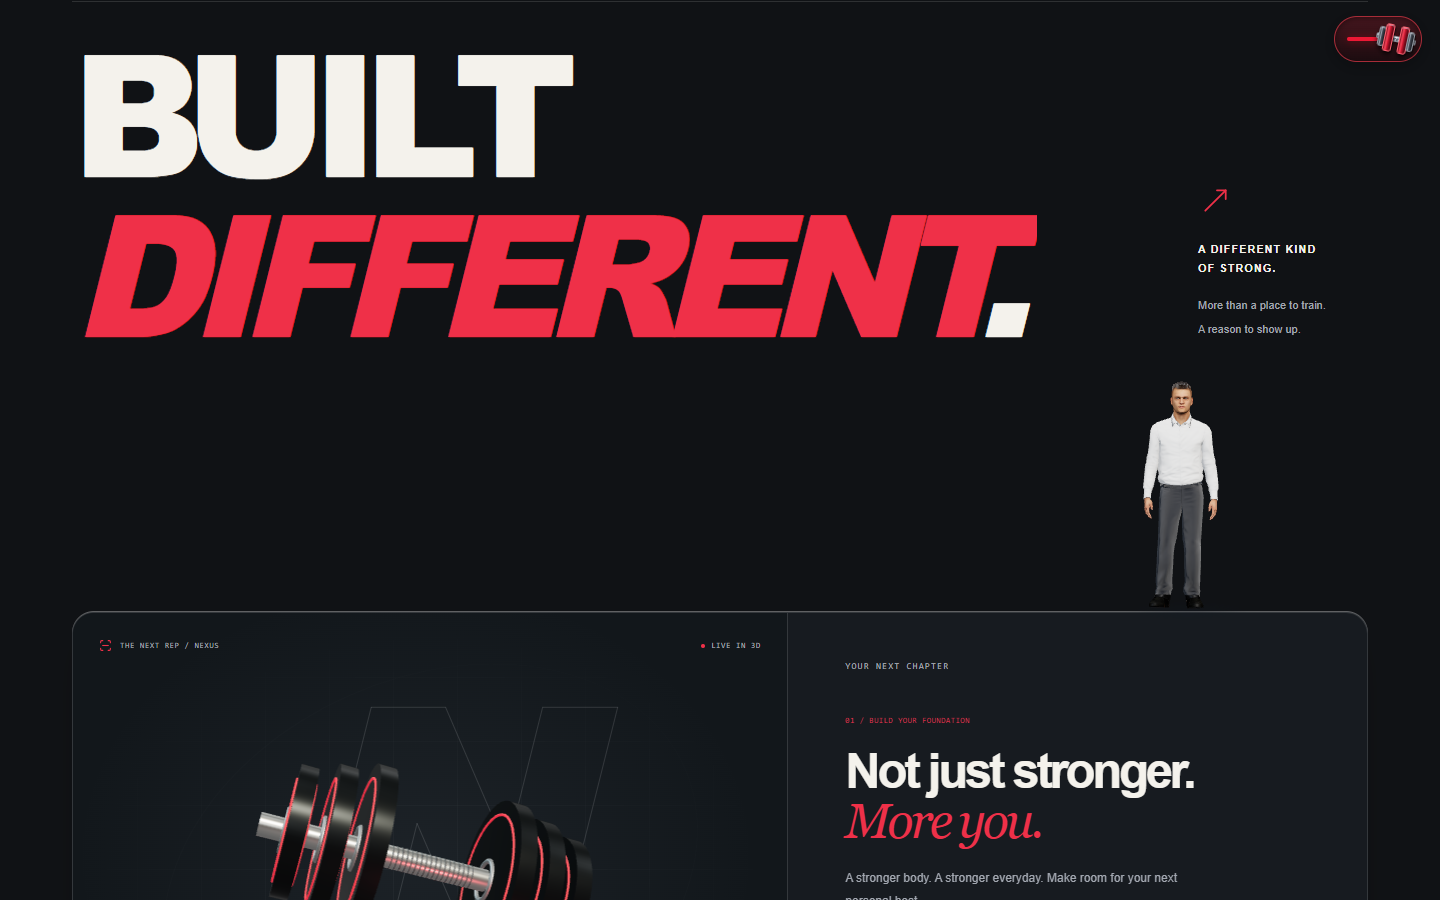 BUILT
DIFFERENT.
A DIFFERENT KIND
OF STRONG.
More than a place to train.
A reason to show up.
THE NEXT REP / NEXUS
LIVE IN 3D
YOUR NEXT CHAPTER
01 / BUILD YOUR FOUNDATION
Not just stronger.
More you.
A stronger body. A stronger everyday. Make room for your next
personal best.